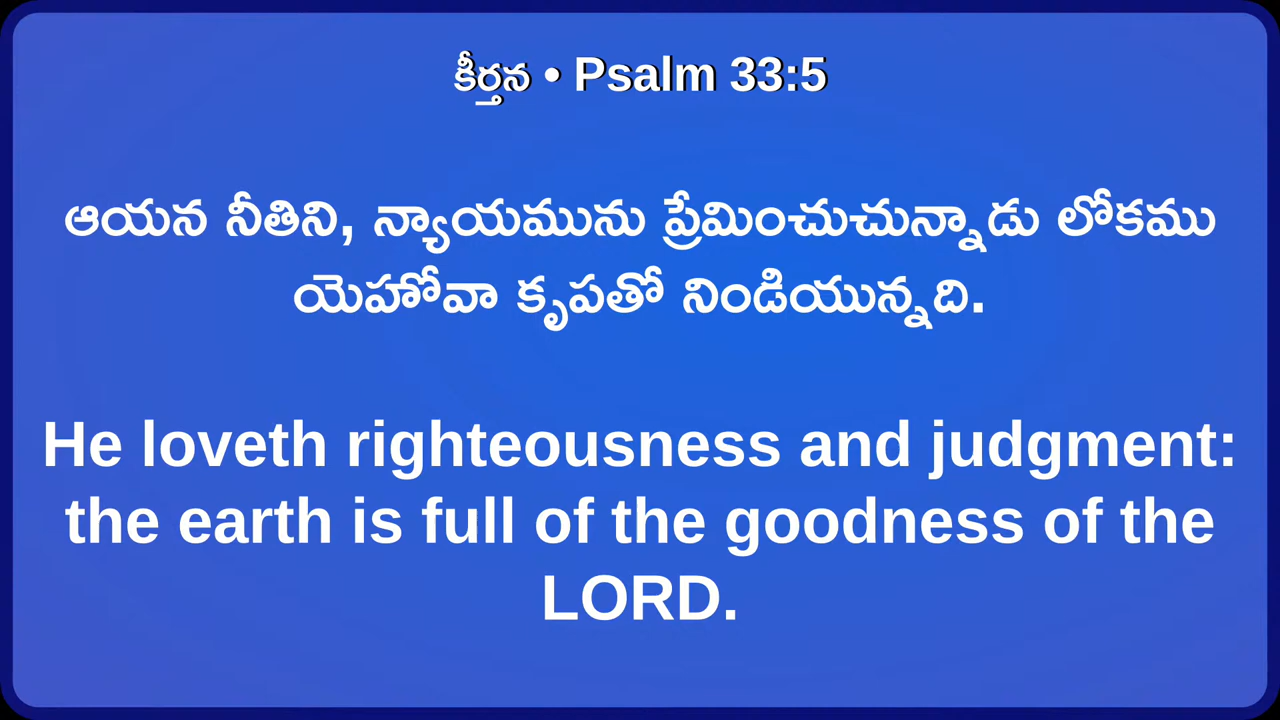 కీర్తన • Psalm 33:5
ఆయన నీతిని, న్యాయమును ప్రేమించుచున్నాడు లోకము
యెహోవా కృపతో నిండియున్నది.
He loveth righteousness and judgment:
the earth is full of the goodness of the
LORD.